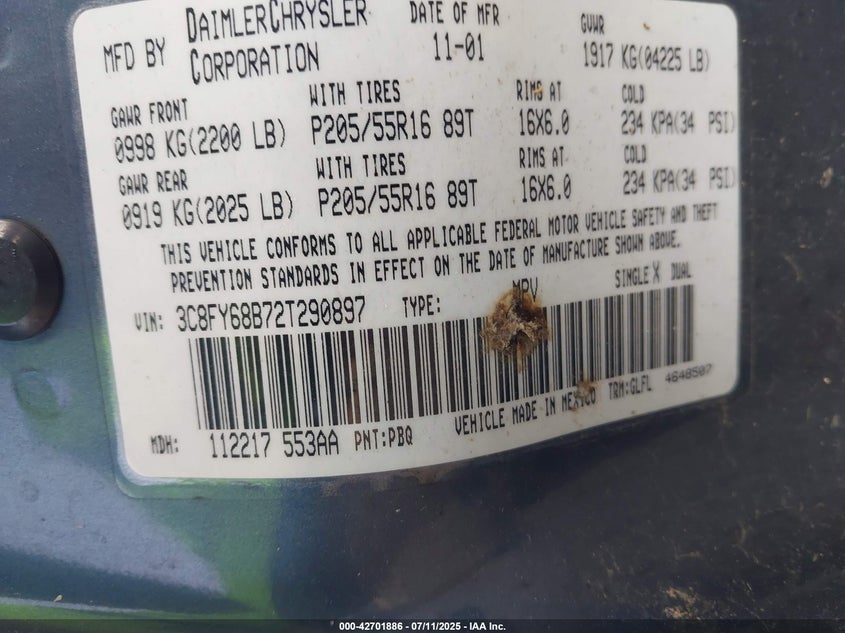 MFD BY DAIMLERCHRYSLER CORPORATION DATE OF MFR 11-01 GVWR 1917 KG(04225 LB)
GAWR FRONT WITH TIRES RIMS AT COLD
0998 KG(2200 LB) P205/55R16 89T 16X6.0 234 KPA(34 PSI)
GAWR REAR WITH TIRES RIMS AT COLD
0919 KG(2025 LB) P205/55R16 89T 16X6.0 234 KPA(34 PSI)
THIS VEHICLE CONFORMS TO ALL APPLICABLE FEDERAL MOTOR VEHICLE SAFETY AND THEFT
PREVENTION STANDARDS IN EFFECT ON THE DATE OF MANUFACTURE SHOWN ABOVE.
VIN: 3C8FY68B72T290897 TYPE: MPV SINGLE X DUAL
MDH: 112217 553AA PNT:PBQ VEHICLE MADE IN MEXICO TRM:GLFL 4648507
000-42701886 / 07/11/2025 - IAA Inc.